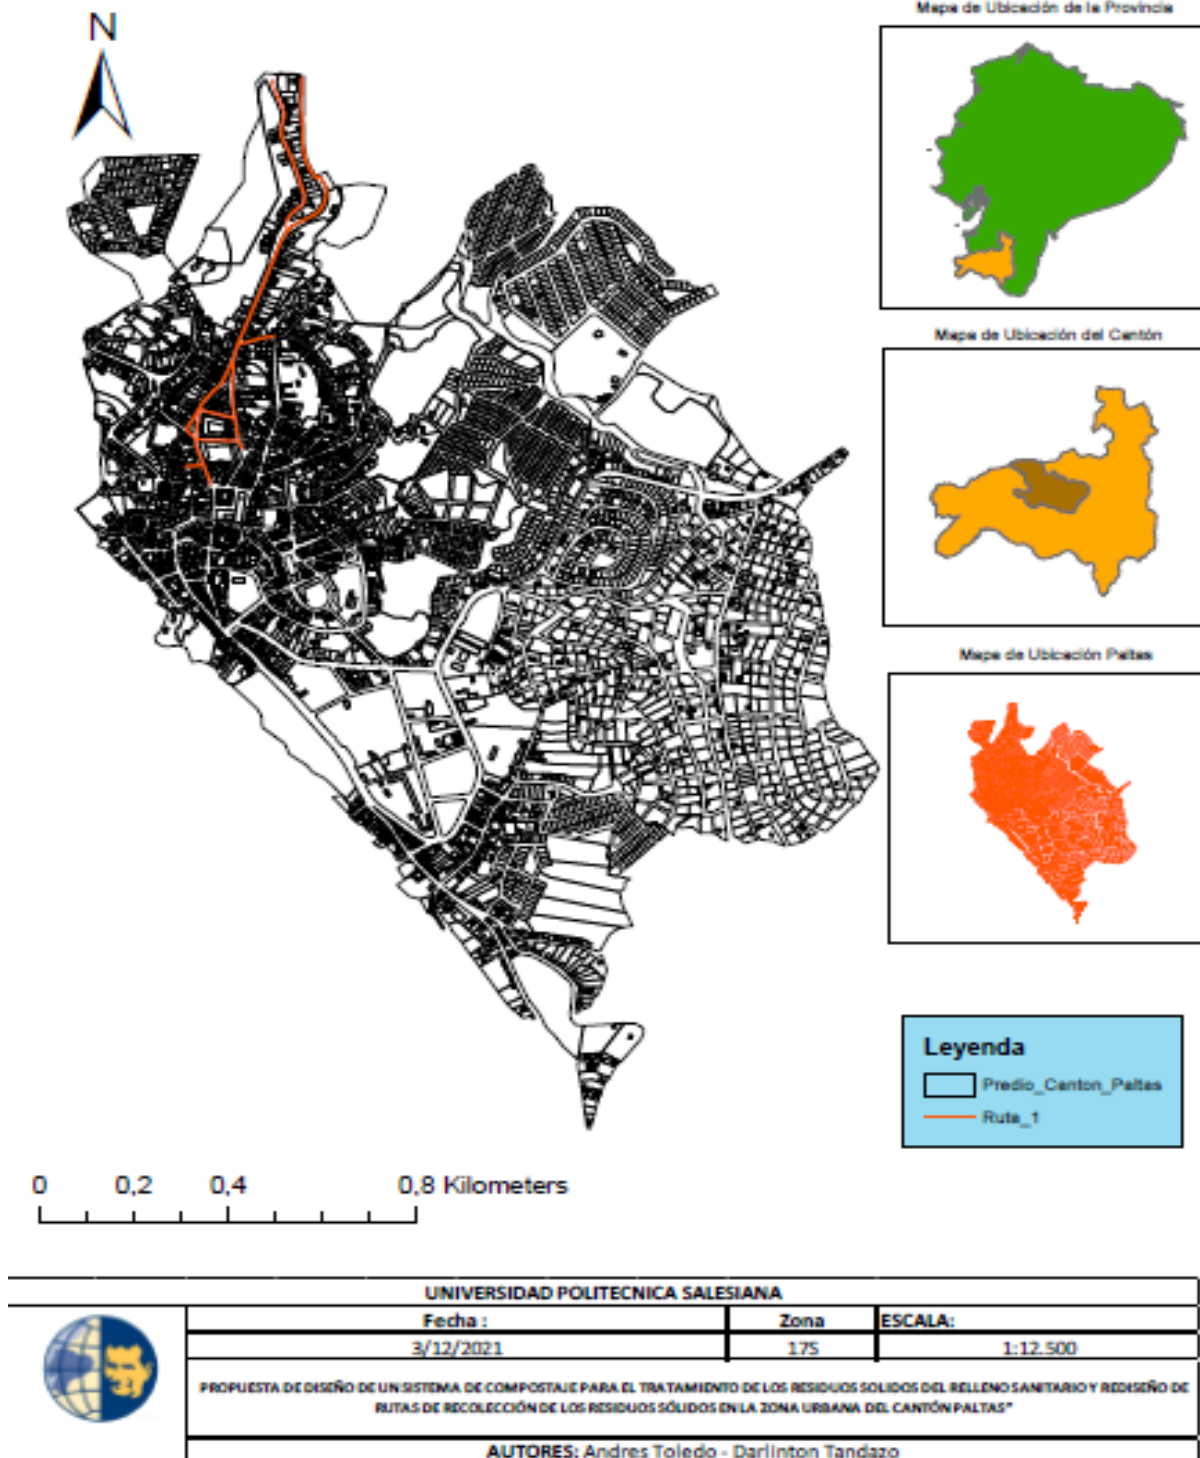 Mapa de Ubicación de la Provincia
N
Mapa de Ubicación del Cantón
Mapa de Ubicación Paltas
Leyenda
Predio_Canton_Paltas
Ruta_1
0 0,2 0,4 0,8 Kilometers
UNIVERSIDAD POLITECNICA SALESIANA
Fecha : Zona ESCALA:
3/12/2021 17S 1:12.500
PROPUESTA DE DISEÑO DE UN SISTEMA DE COMPOSTAJE PARA EL TRATAMIENTO DE LOS RESIDUOS SOLIDOS DEL RELLENO SANITARIO Y REDISEÑO DE
RUTAS DE RECOLECCIÓN DE LOS RESIDUOS SÓLIDOS EN LA ZONA URBANA DEL CANTÓN PALTAS"
AUTORES: Andres Toledo - Darlinton Tandazo